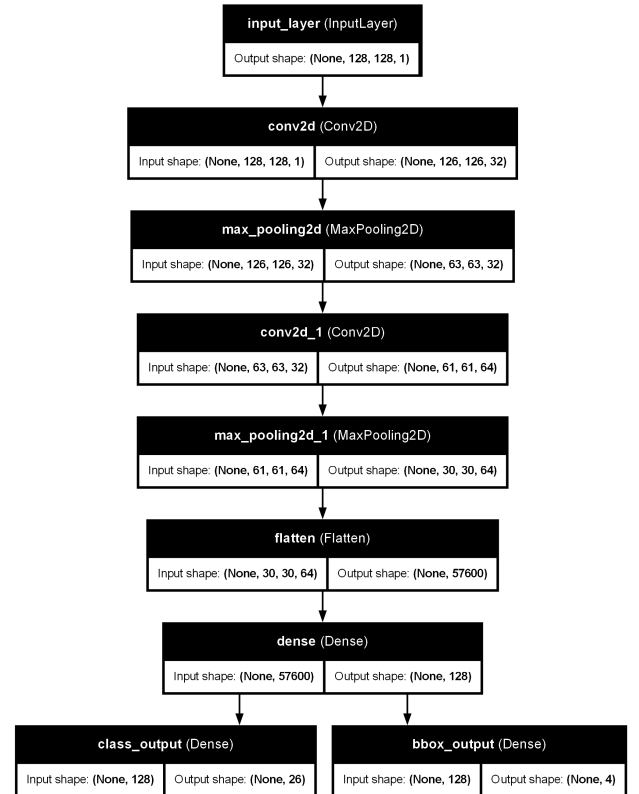 input_layer (InputLayer)
Output shape: (None, 128, 128, 1)
conv2d (Conv2D)
Input shape: (None, 128, 128, 1) Output shape: (None, 126, 126, 32)
max_pooling2d (MaxPooling2D)
Input shape: (None, 126, 126, 32) Output shape: (None, 63, 63, 32)
conv2d_1 (Conv2D)
Input shape: (None, 63, 63, 32) Output shape: (None, 61, 61, 64)
max_pooling2d_1 (MaxPooling2D)
Input shape: (None, 61, 61, 64) Output shape: (None, 30, 30, 64)
flatten (Flatten)
Input shape: (None, 30, 30, 64) Output shape: (None, 57600)
dense (Dense)
Input shape: (None, 57600) Output shape: (None, 128)
class_output (Dense)
Input shape: (None, 128) Output shape: (None, 26)
bbox_output (Dense)
Input shape: (None, 128) Output shape: (None, 4)